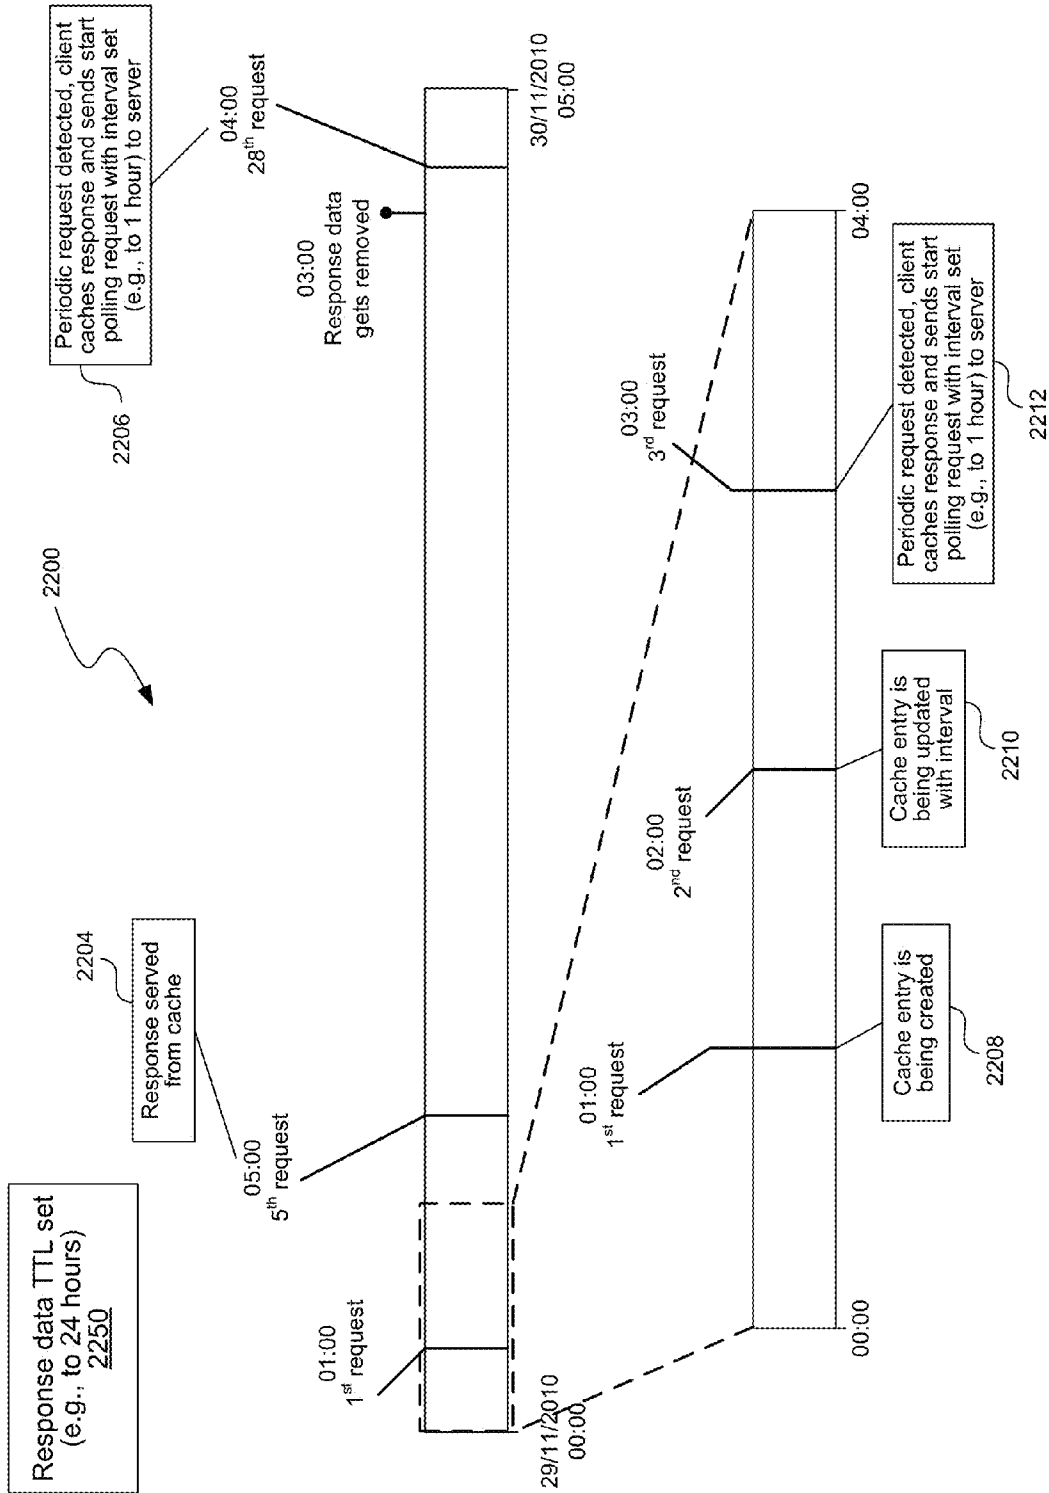 Response data TTL set
(e.g., to 24 hours)
2250
2204
Response served
from cache
2200
Periodic request detected, client
caches response and sends start
polling request with interval set
(e.g., to 1 hour) to server
2206
01:00
1st request
05:00
5th request
03:00
Response data
gets removed
04:00
28th request
29/11/2010
00:00
30/11/2010
05:00
01:00
1st request
02:00
2nd request
03:00
3rd request
00:00
04:00
Cache entry is
being created
2208
Cache entry is
being updated
with interval
2210
Periodic request detected, client
caches response and sends start
polling request with interval set
(e.g., to 1 hour) to server
2212